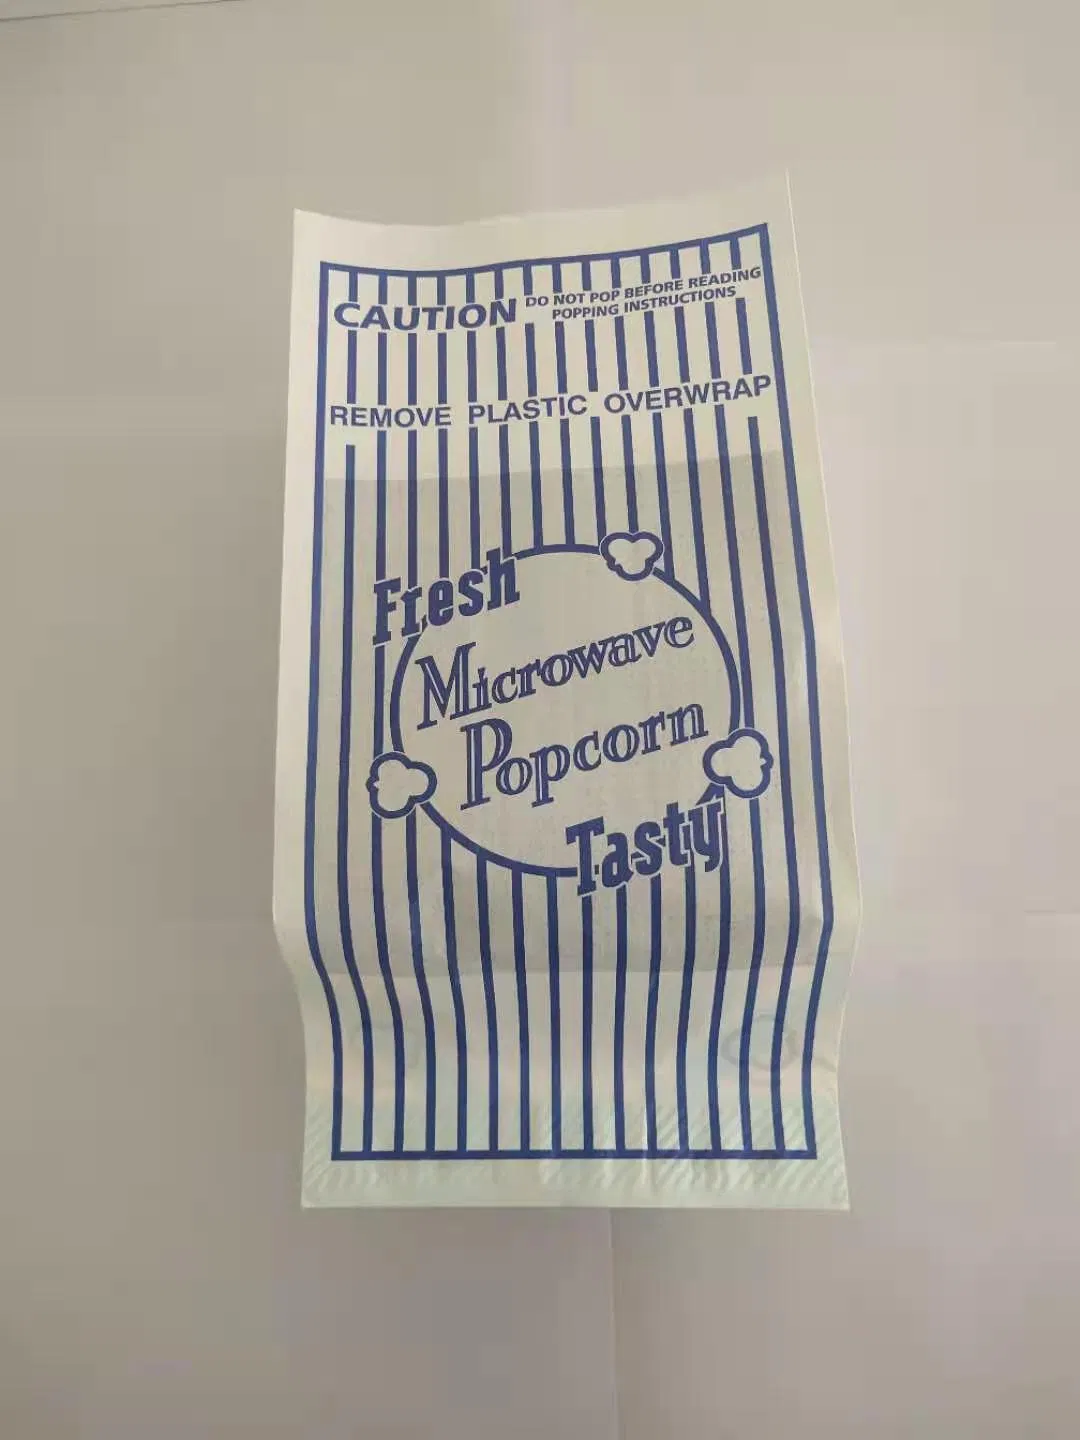 CAUTION
DO NOT POP BEFORE READING
POPPING INSTRUCTIONS
REMOVE PLASTIC OVERWRAP
Fresh
Microwave
Popcorn
Tasty